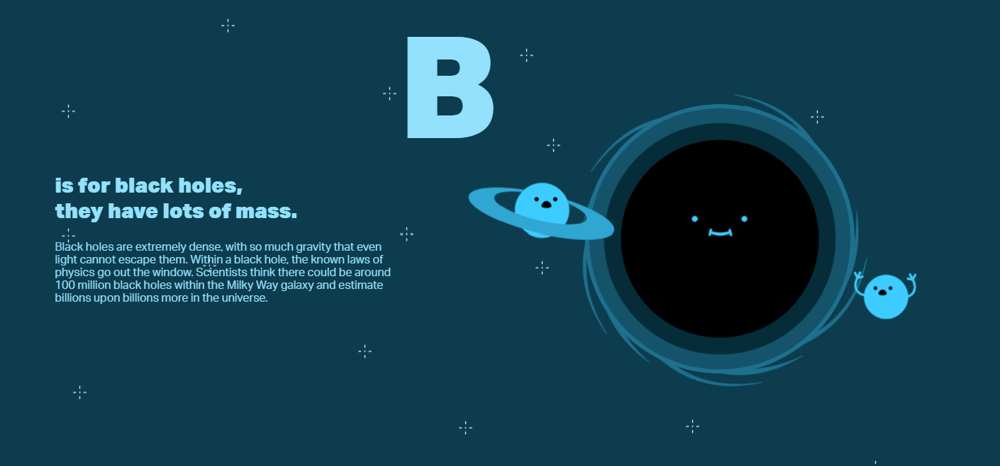 B
is for black holes,
they have lots of mass.
Black holes are extremely dense, with so much gravity that even
light cannot escape them. Within a black hole, the known laws of
physics go out the window. Scientists think there could be around
100 million black holes within the Milky Way galaxy and estimate
billions upon billions more in the universe.